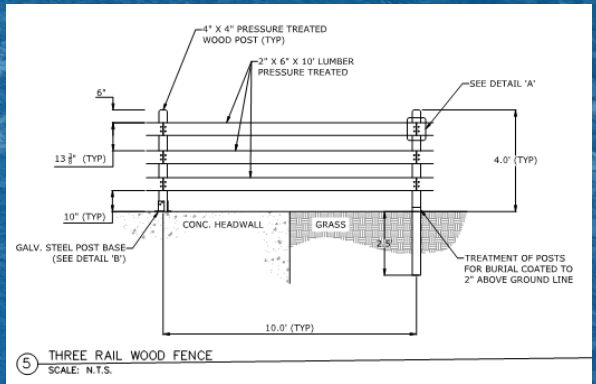 4" X 4" PRESSURE TREATED
WOOD POST (TYP)
2" X 6" X 10' LUMBER
PRESSURE TREATED
SEE DETAIL 'A'
6"
13 3/8" (TYP)
4.0' (TYP)
10" (TYP)
CONC. HEADWALL
GRASS
2.5'
GALV. STEEL POST BASE
(SEE DETAIL 'B')
TREATMENT OF POSTS
FOR BURIAL COATED TO
2" ABOVE GROUND LINE
10.0' (TYP)
5
THREE RAIL WOOD FENCE
SCALE: N.T.S.